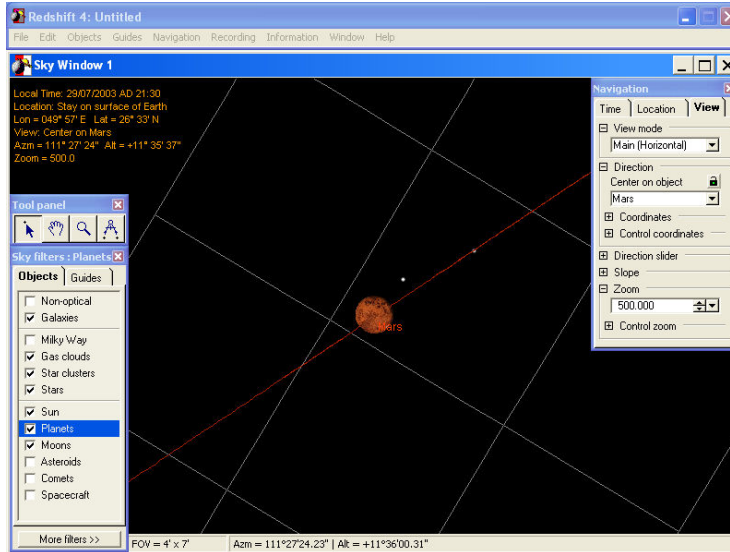 Redshift 4: Untitled
File Edit Objects Guides Navigation Recording Information Window Help
Sky Window 1
Local Time: 29/07/2003 AD 21:30
Location: Stay on surface of Earth
Lon = 049° 57' E Lat = 26° 33' N
View: Center on Mars
Azm = 111° 27' 24" Alt = +11° 35' 37"
Zoom = 500.0
Navigation
Time Location View
View mode
Main (Horizontal)
Direction
Center on object
Mars
Coordinates
Control coordinates
Direction slider
Slope
Zoom
500.000
Control zoom
Tool panel
Sky filters : Planets
Objects Guides
Non-optical
Galaxies
Milky Way
Gas clouds
Star clusters
Stars
Sun
Planets
Moons
Asteroids
Comets
Spacecraft
More filters >>
Mars
FOV = 4' x 7' Azm = 111°27'24.23" | Alt = +11°36'00.31"